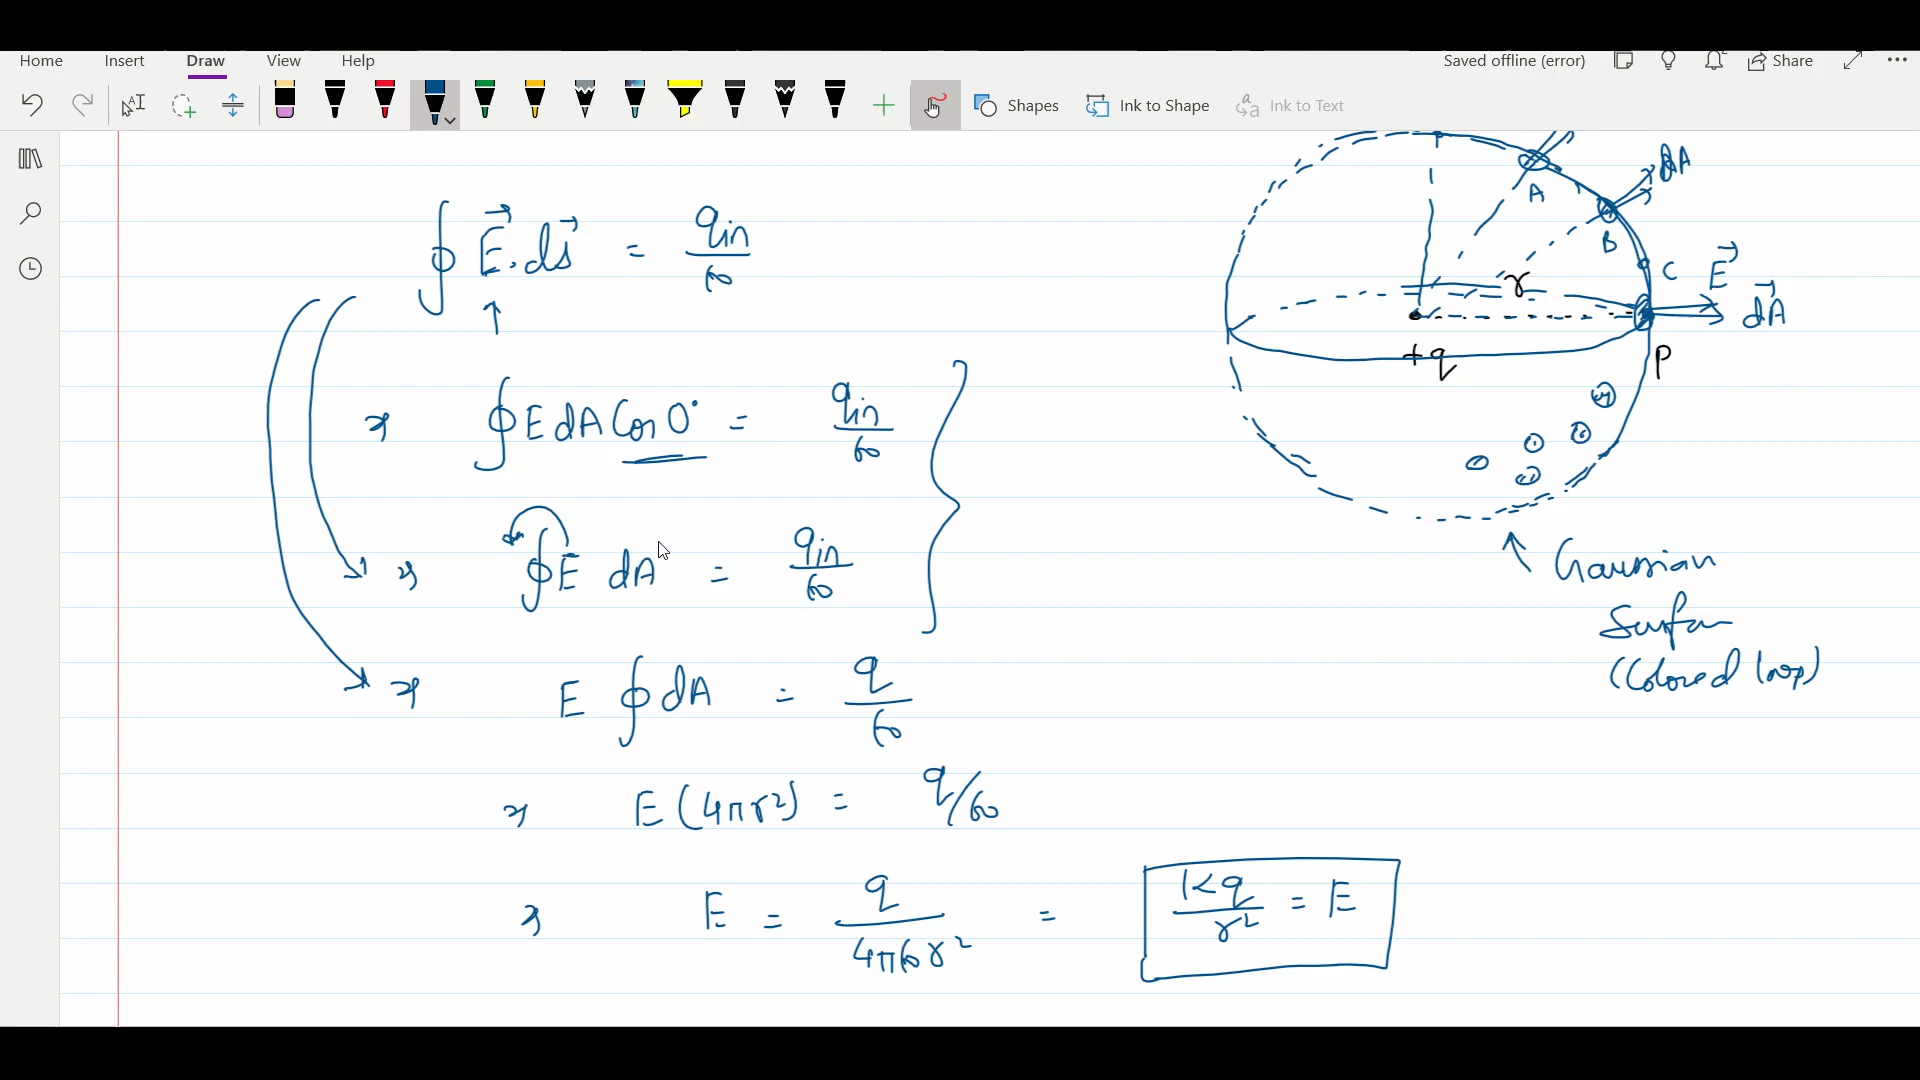 Home Insert Draw View Help
Saved offline (error) Share
Shapes Ink to Shape Ink to Text
∮ E⃗ . ds⃗ = qin/ϵ0
∮ E dA Cos 0° = qin/ϵ0
∮ E dA = qin/ϵ0
E ∮ dA = q/ϵ0
E (4πr²) = q/ϵ0
E = q/4πϵ0r² = Kq/r² = E
A
dA
B
C
E⃗
dA⃗
r
+q
P
Gaussian
(Closed loop)